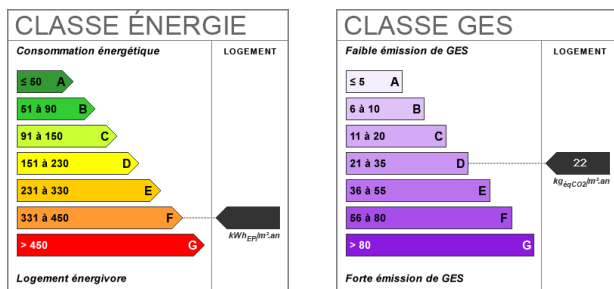 CLASSE ÉNERGIE
Consommation énergétique
LOGEMENT
≤ 50 A
51 à 90 B
91 à 150 C
151 à 230 D
231 à 330 E
331 à 450 F
kWhEP/m².an
> 450 G
Logement énergivore
CLASSE GES
Faible émission de GES
LOGEMENT
≤ 5 A
6 à 10 B
11 à 20 C
21 à 35 D
22
kgéqCO2/m².an
36 à 55 E
56 à 80 F
> 80 G
Forte émission de GES